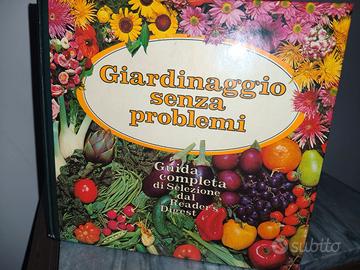 Giardinaggio
senza
problemi
Guida
completa
di Selezione
dal
Reader's
Digest
subito